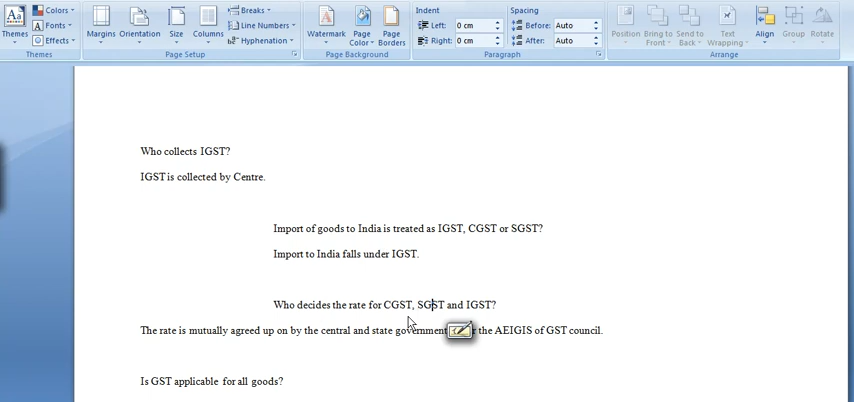 Colors Breaks Indent Spacing
Fonts Line Numbers Left: 0 cm Before: Auto
Themes Effects Margins Orientation Size Columns Hyphenation Watermark Page Color Page Borders Right: 0 cm After: Auto Position Bring to Front Send to Back Text Wrapping Align Group Rotate
Themes Page Setup Page Background Paragraph Arrange
Who collects IGST?
IGST is collected by Centre.
Import of goods to India is treated as IGST, CGST or SGST?
Import to India falls under IGST.
Who decides the rate for CGST, SGST and IGST?
The rate is mutually agreed up on by the central and state government the AEIGIS of GST council.
Is GST applicable for all goods?